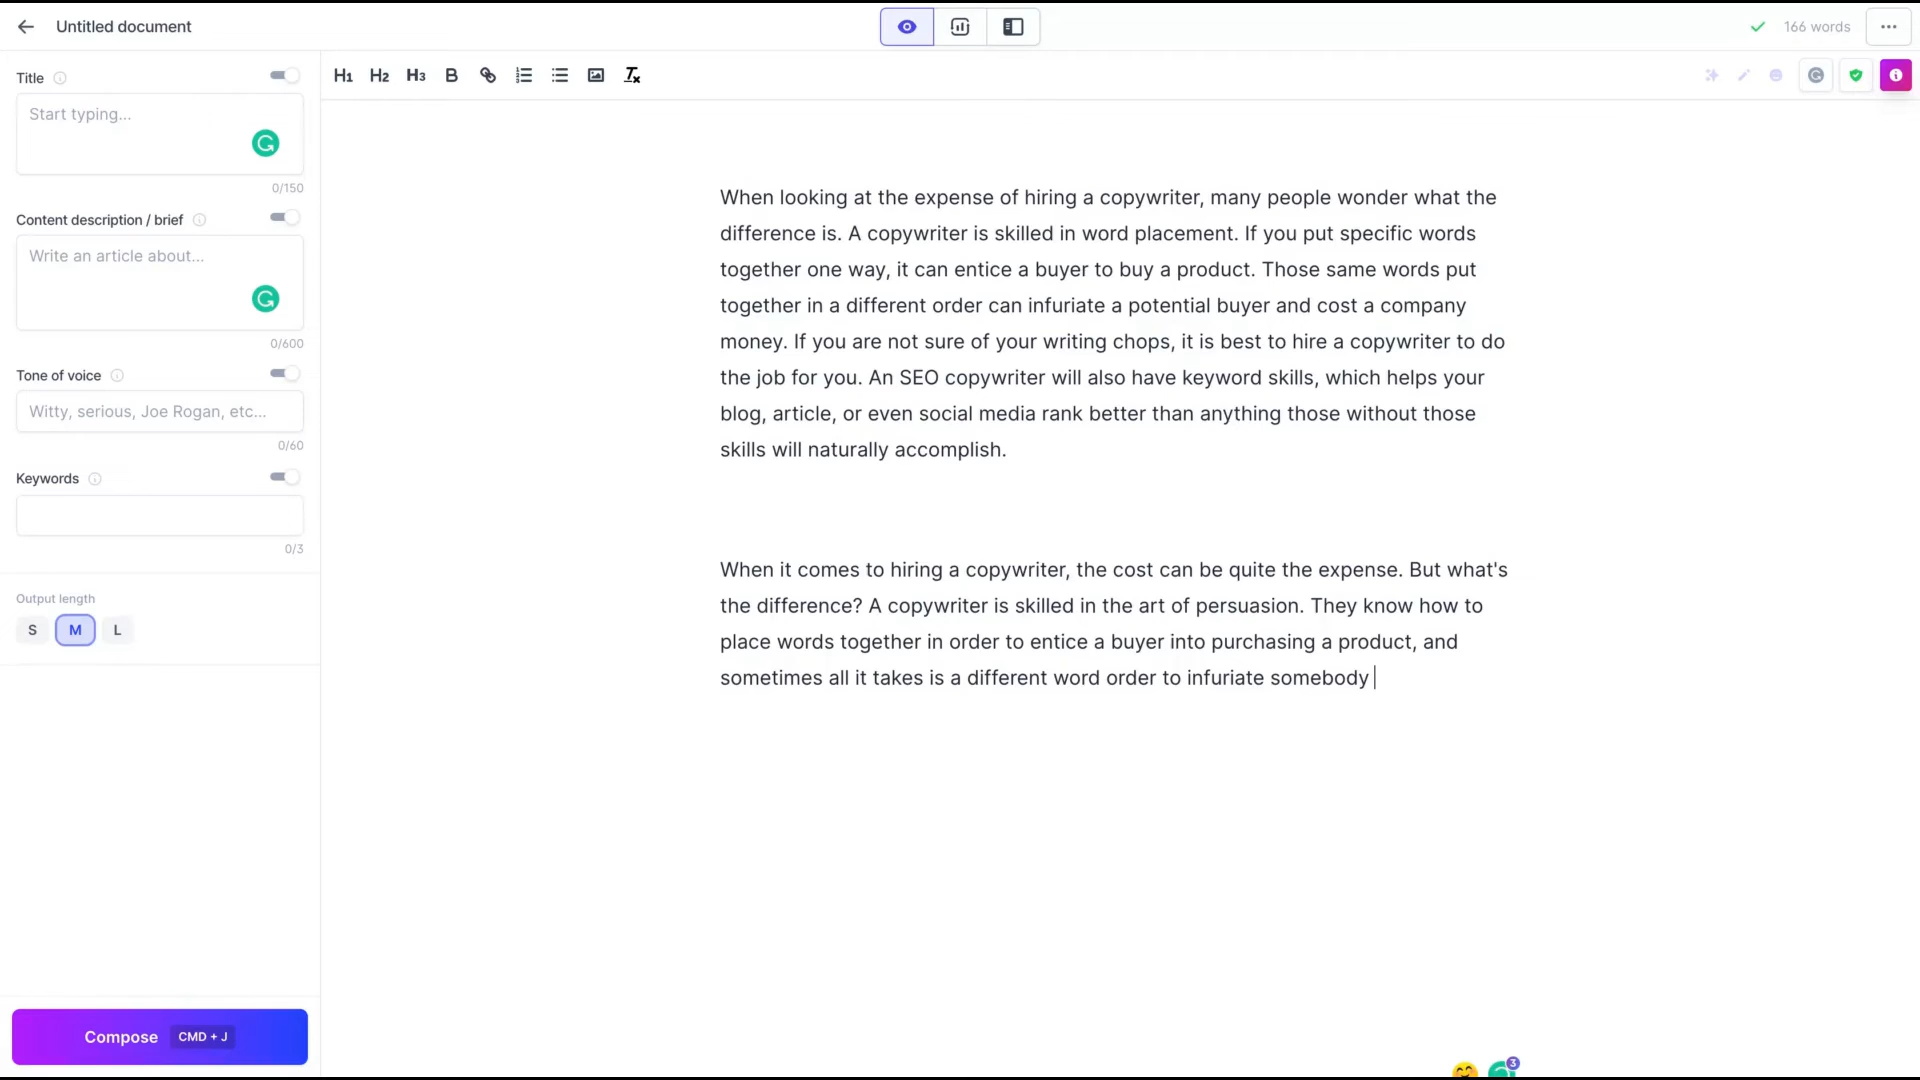 Untitled document
166 words
Title
H1 H2 H3 B
Start typing...
0/150
Content description / brief
Write an article about...
0/600
Tone of voice
Witty, serious, Joe Rogan, etc...
0/60
Keywords
0/3
Output length
S M L
Compose CMD + J
When looking at the expense of hiring a copywriter, many people wonder what the
difference is. A copywriter is skilled in word placement. If you put specific words
together one way, it can entice a buyer to buy a product. Those same words put
together in a different order can infuriate a potential buyer and cost a company
money. If you are not sure of your writing chops, it is best to hire a copywriter to do
the job for you. An SEO copywriter will also have keyword skills, which helps your
blog, article, or even social media rank better than anything those without those
skills will naturally accomplish.
When it comes to hiring a copywriter, the cost can be quite the expense. But what's
the difference? A copywriter is skilled in the art of persuasion. They know how to
place words together in order to entice a buyer into purchasing a product, and
sometimes all it takes is a different word order to infuriate somebody
3